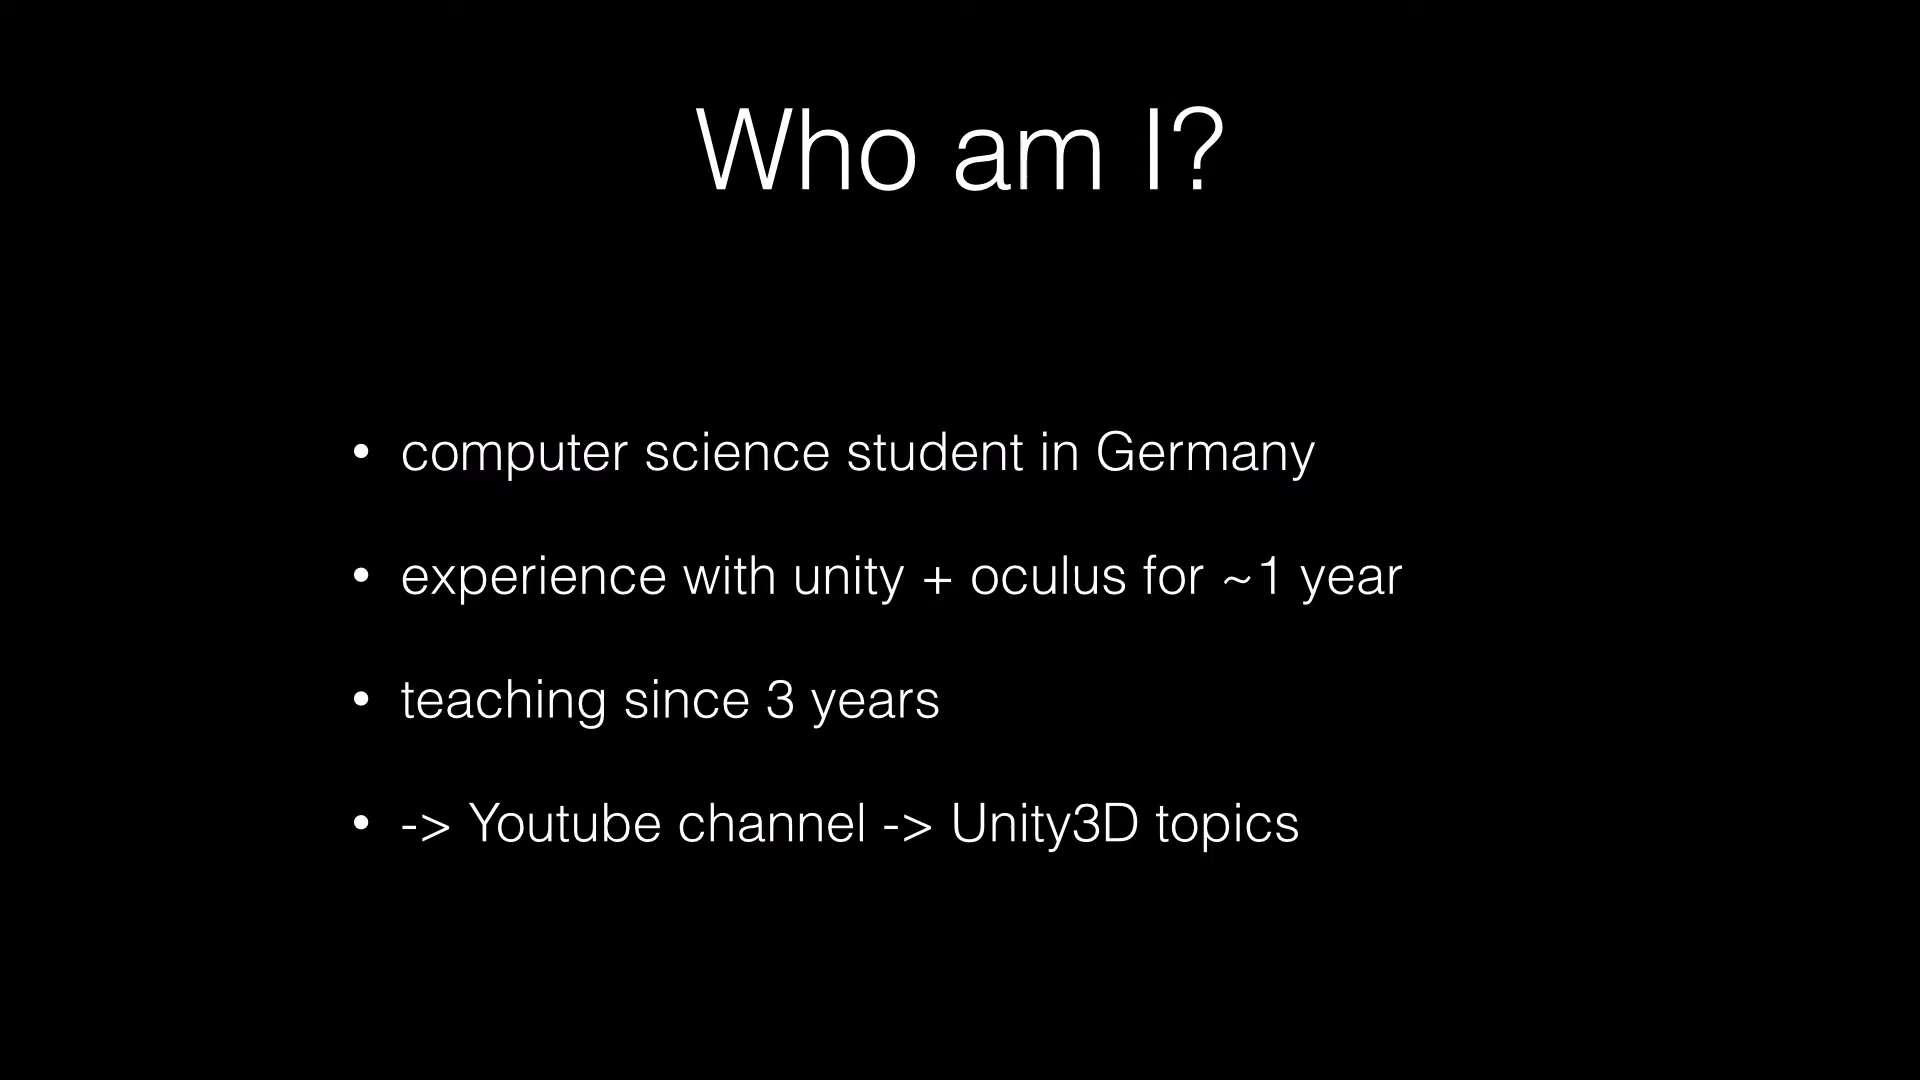 Who am I?
• computer science student in Germany
• experience with unity + oculus for ~1 year
• teaching since 3 years
• -> Youtube channel -> Unity3D topics